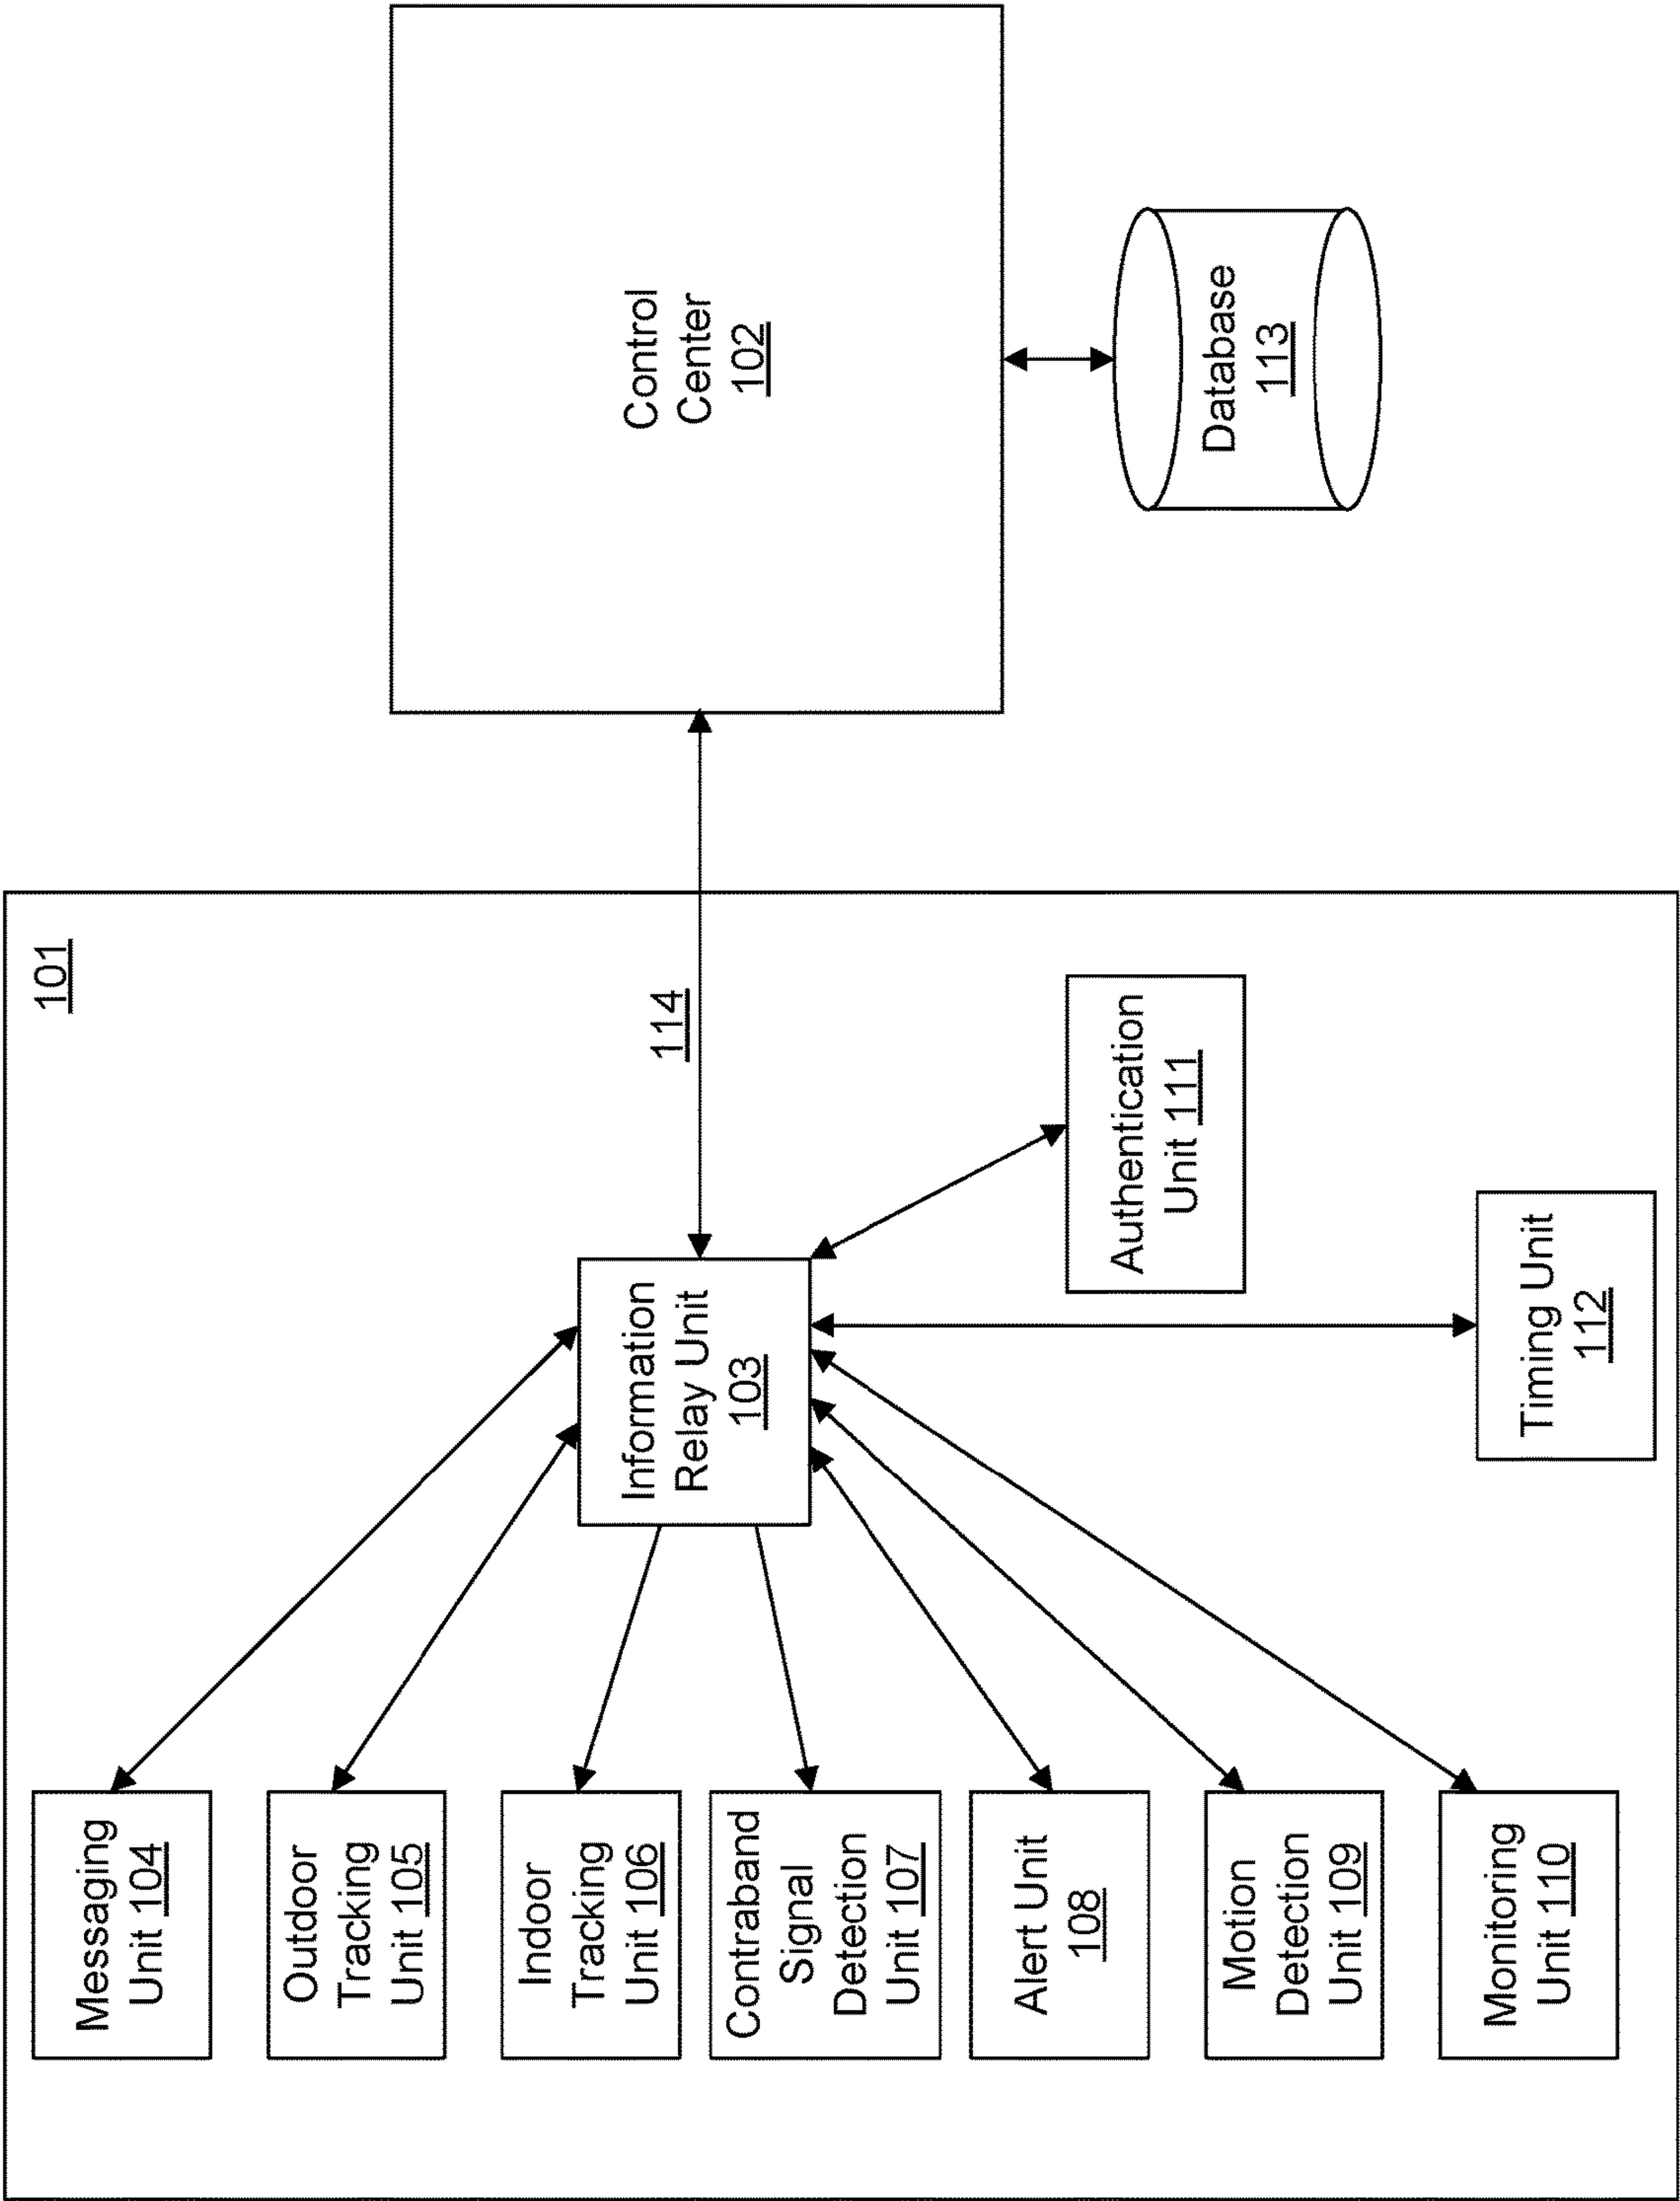 101
Messaging
Unit 104
Outdoor
Tracking
Unit 105
Indoor
Tracking
Unit 106
Contraband
Signal
Detection
Unit 107
Alert Unit
108
Motion
Detection
Unit 109
Monitoring
Unit 110
Information
Relay Unit
103
114
Authentication
Unit 111
Timing Unit
112
Control
Center
102
Database
113